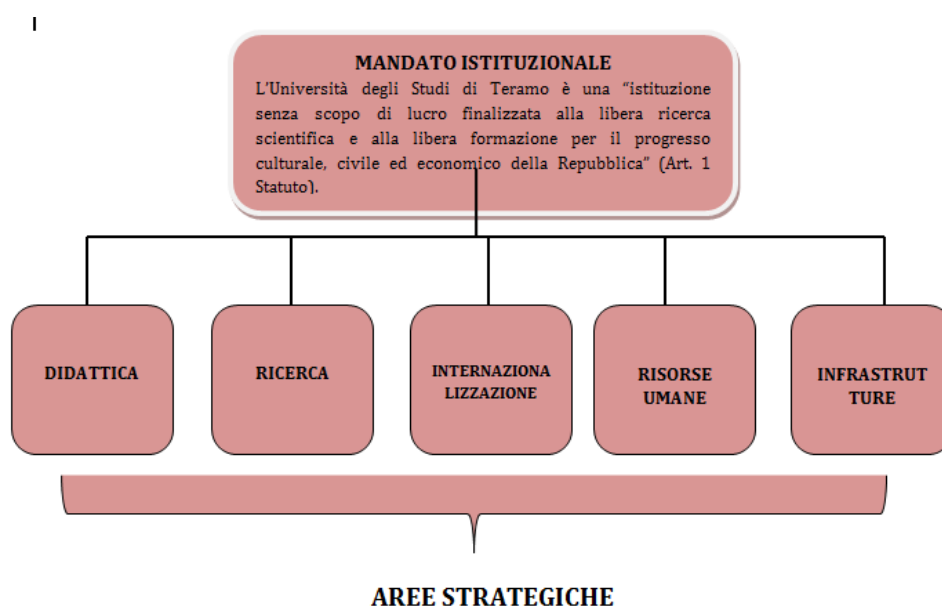 I
MANDATO ISTITUZIONALE
L'Università degli Studi di Teramo è una “istituzione
senza scopo di lucro finalizzata alla libera ricerca
scientifica e alla libera formazione per il progresso
culturale, civile ed economico della Repubblica” (Art. 1
Statuto).
DIDATTICA
RICERCA
INTERNAZIONA
LIZZAZIONE
RISORSE
UMANE
INFRASTRUT
TURE
AREE STRATEGICHE